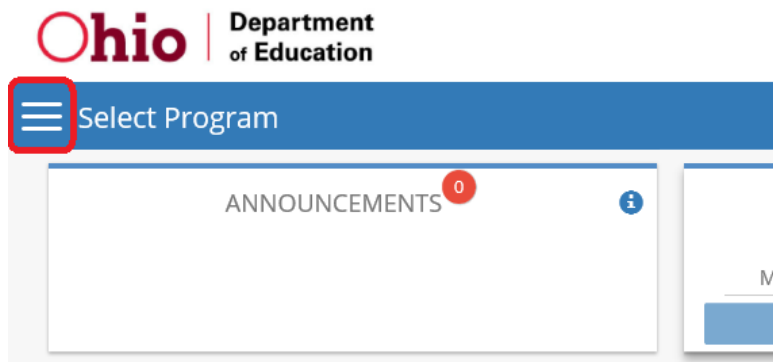 Ohio Department
of Education
Select Program
ANNOUNCEMENTS 0
i
M